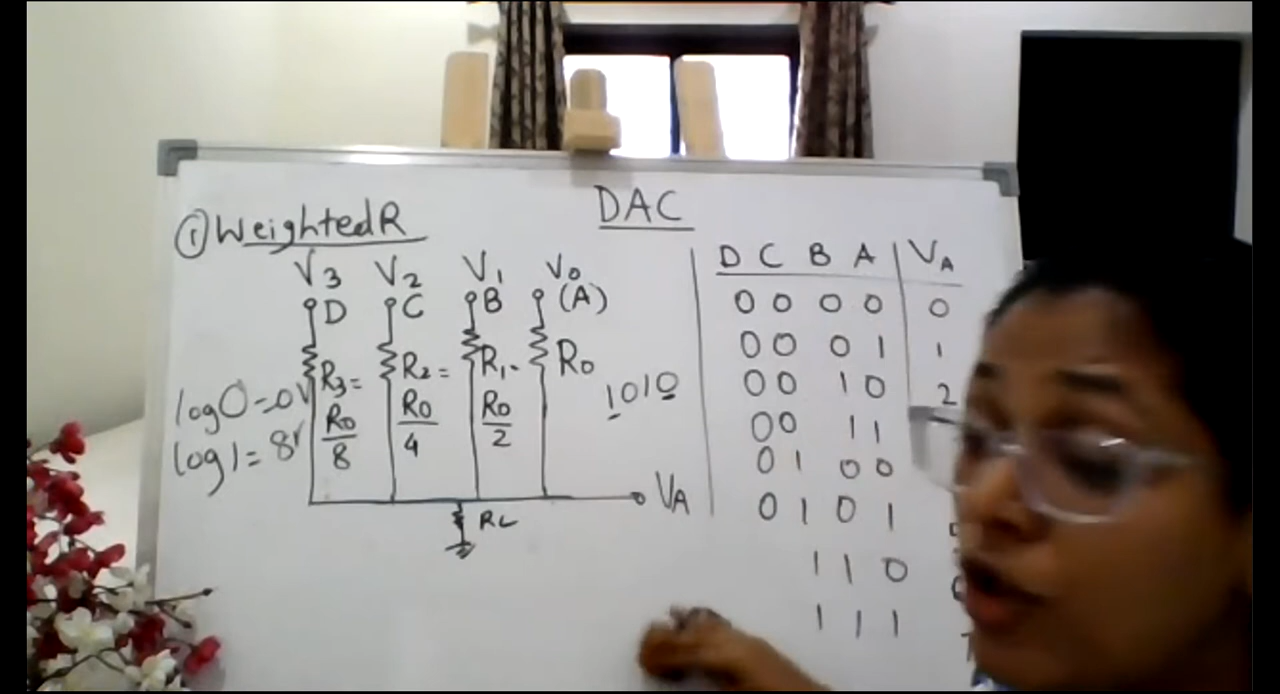 DAC
① Weighted R
V3 V2 V1 V0
D C B (A)
R3= R2= R1- R0
R0/8 R0/4 R0/2
log 0 = 0V
log 1 = 8V
1010
VA
RL
D C B A VA
0 0 0 0 0
0 0 0 1 1
0 0 1 0 2
0 0 1 1
0 1 0 0
0 1 0 1
1 1 0
1 1 1